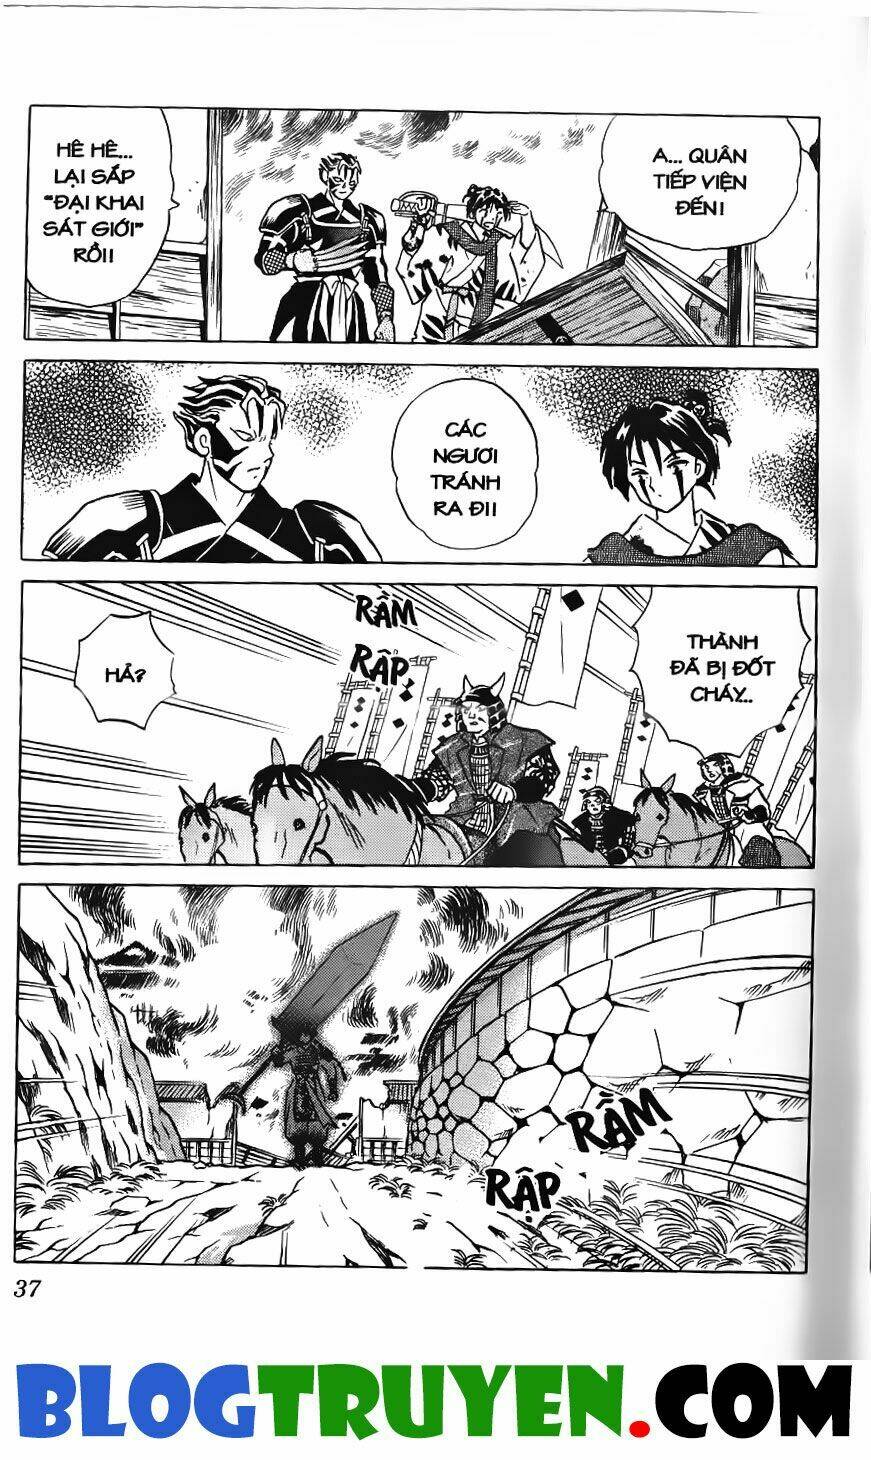 HÊ HÊ...
LẠI SẮP
"ĐẠI KHAI
SÁT GIỚI"
RỒI!
A... QUÂN
TIẾP VIỆN
ĐẾN!
CÁC
NGƯƠI
TRÁNH
RA ĐI!
HẢ?
RẦM
RẬP,
THÀNH
ĐÃ BỊ ĐỐT
CHÁY...
RẦM
RẬP
37
BLOGTRUYEN.COM